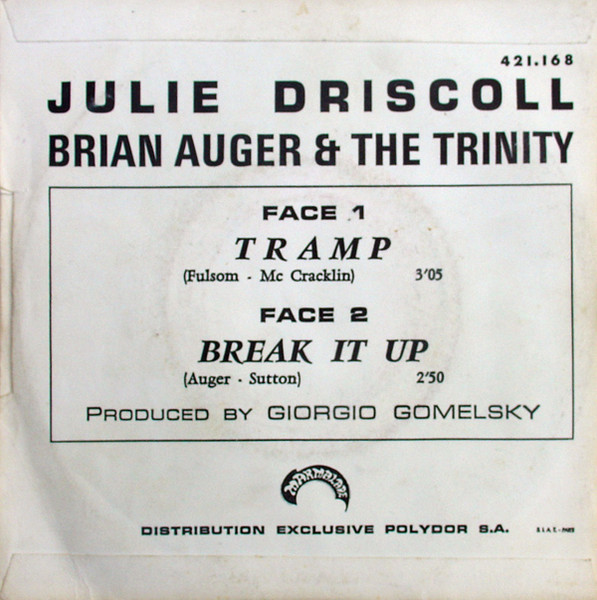 421.168
JULIE DRISCOLL
BRIAN AUGER & THE TRINITY
FACE 1
TRAMP
(Fulsom - Mc Cracklin) 3'05
FACE 2
BREAK IT UP
(Auger - Sutton) 2'50
PRODUCED BY GIORGIO GOMELSKY
MARMALADE
DISTRIBUTION EXCLUSIVE POLYDOR S.A.